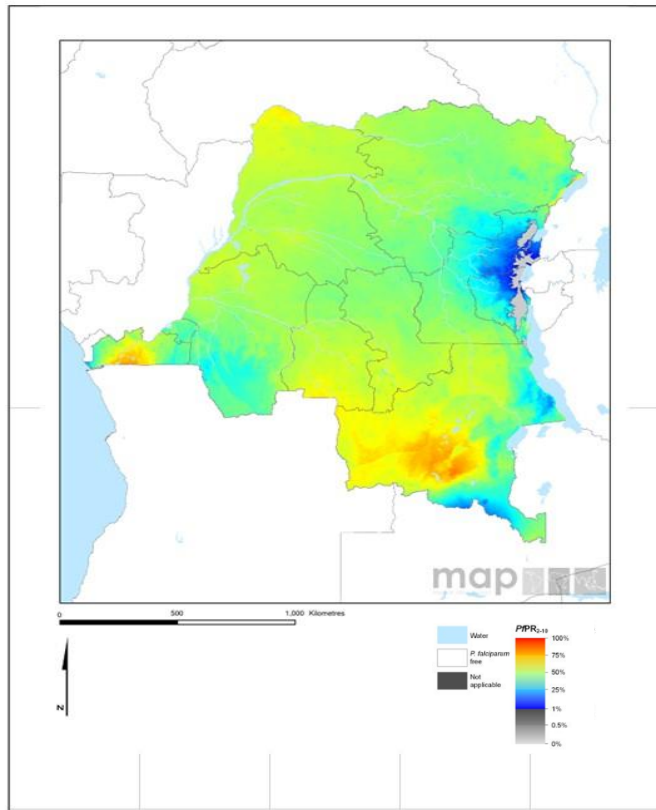 map
0
500
1,000 Kilometres
N
Water
P. falciparum
free
Not
applicable
PfPR2-10
100%
75%
50%
25%
1%
0.5%
0%